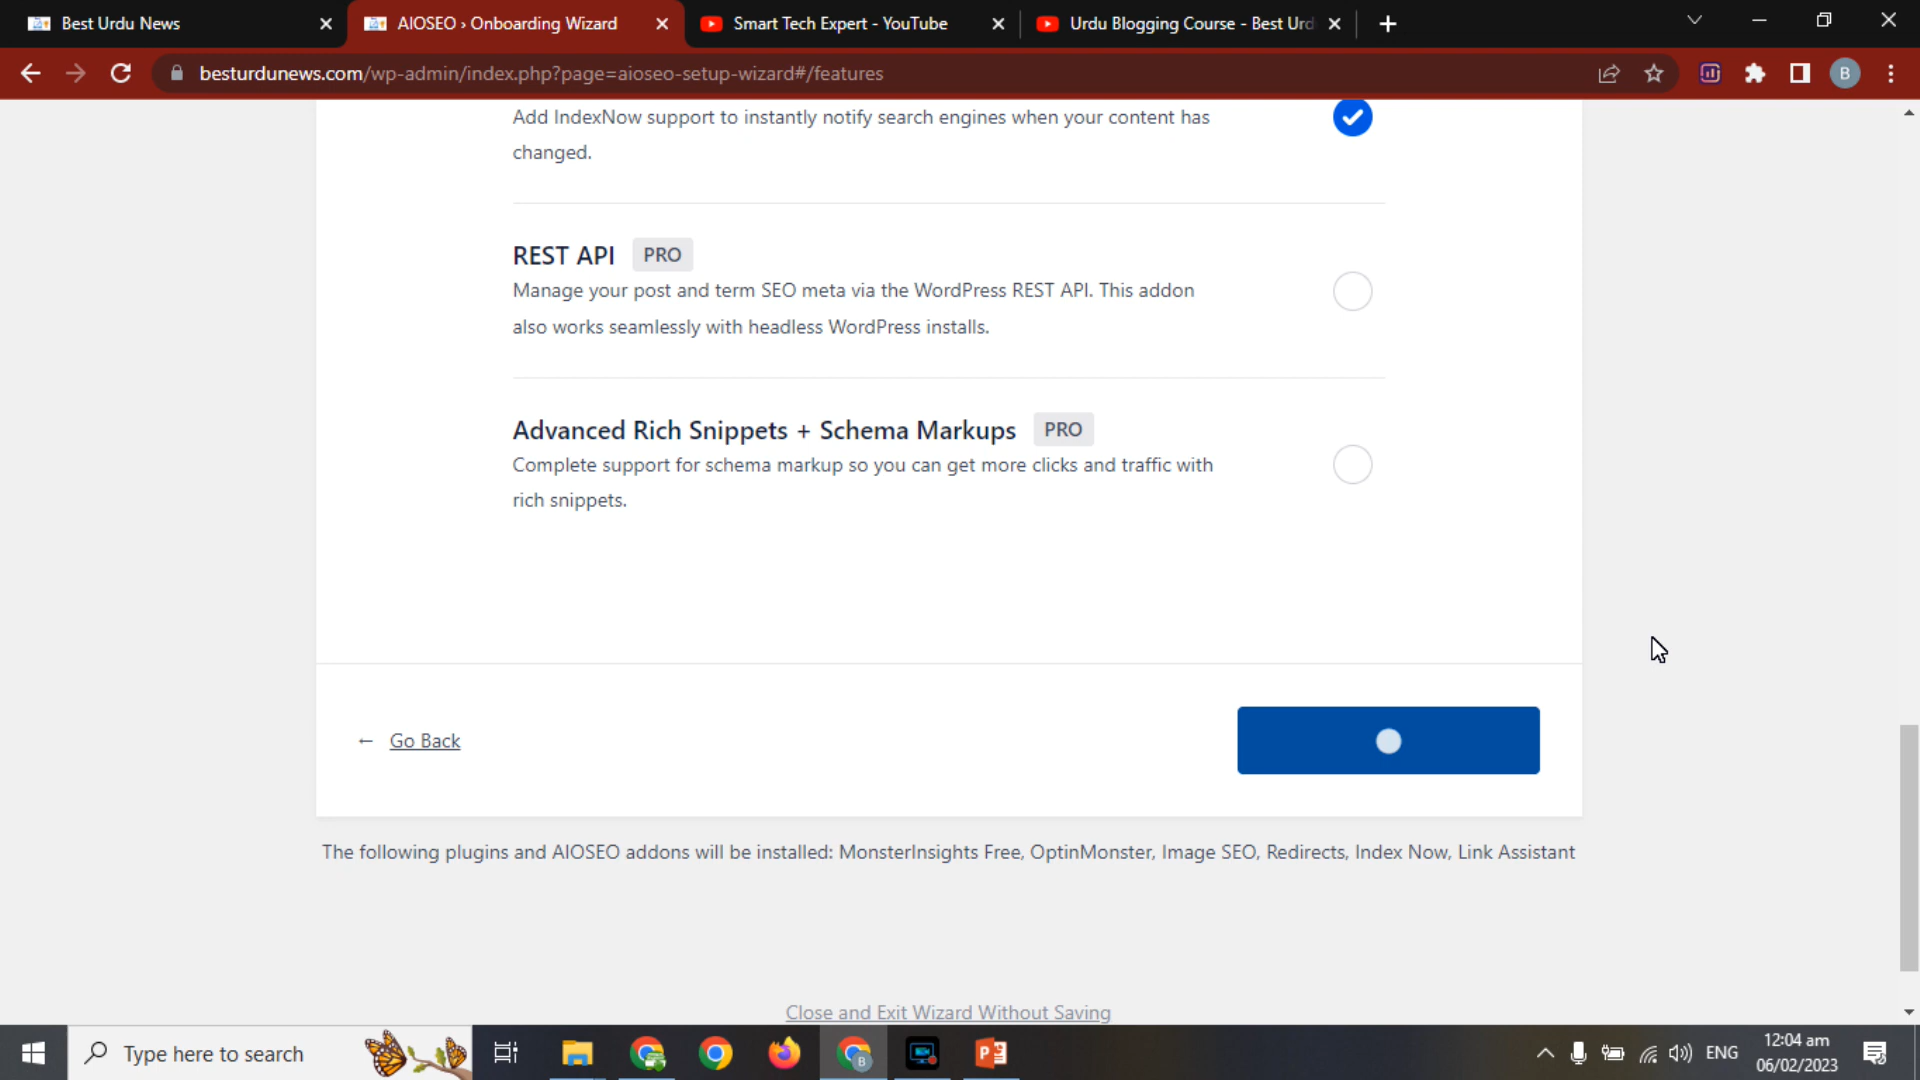 Best Urdu News
AIOSEO › Onboarding Wizard
Smart Tech Expert - YouTube
Urdu Blogging Course - Best Urd
besturdunews.com/wp-admin/index.php?page=aioseo-setup-wizard#/features
B
Add IndexNow support to instantly notify search engines when your content has
changed.
REST API PRO
Manage your post and term SEO meta via the WordPress REST API. This addon
also works seamlessly with headless WordPress installs.
Advanced Rich Snippets + Schema Markups PRO
Complete support for schema markup so you can get more clicks and traffic with
rich snippets.
← Go Back
The following plugins and AIOSEO addons will be installed: MonsterInsights Free, OptinMonster, Image SEO, Redirects, Index Now, Link Assistant
Close and Exit Wizard Without Saving
Type here to search
ENG
12:04 am
06/02/2023